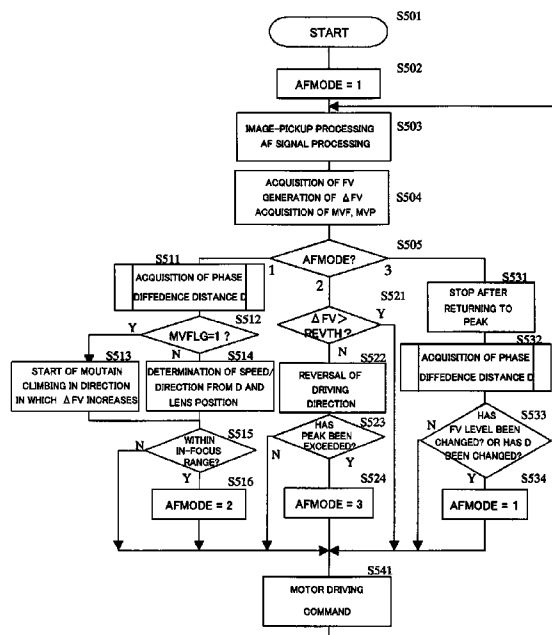 S501
START
S502
AFMODE = 1
S503
IMAGE-PICKUP PROCESSING
AF SIGNAL PROCESSING
S504
ACQUISITION OF FV
GENERATION OF ΔFV
ACQUISITION OF MVF, MVP
S505
AFMODE?
1
2
3
S511
ACQUISITION OF PHASE
DIFFEDENCE DISTANCE D
S512
MVFLG=1 ?
Y
N
S513
START OF MOUTAIN
CLIMBING IN DIRECTION
IN WHICH ΔFV INCREASES
S514
DETERMINATION OF SPEED/
DIRECTION FROM D AND
LENS POSITION
S515
WITHIN
IN-FOCUS
RANGE?
N
Y
S516
AFMODE = 2
S521
ΔFV>
REVTH ?
Y
N
S522
REVERSAL OF
DRIVING
DIRECTION
S523
HAS
PEAK BEEN
EXCEEDED?
N
Y
S524
AFMODE = 3
S531
STOP AFTER
RETURNING TO
PEAK
S532
ACQUISITION OF PHASE
DIFFEDENCE DISTANCE D
S533
HAS
FV LEVEL BEEN
CHANGED? OR HAS D
BEEN CHANGED?
N
Y
S534
AFMODE = 1
S541
MOTOR DRIVING
COMMAND